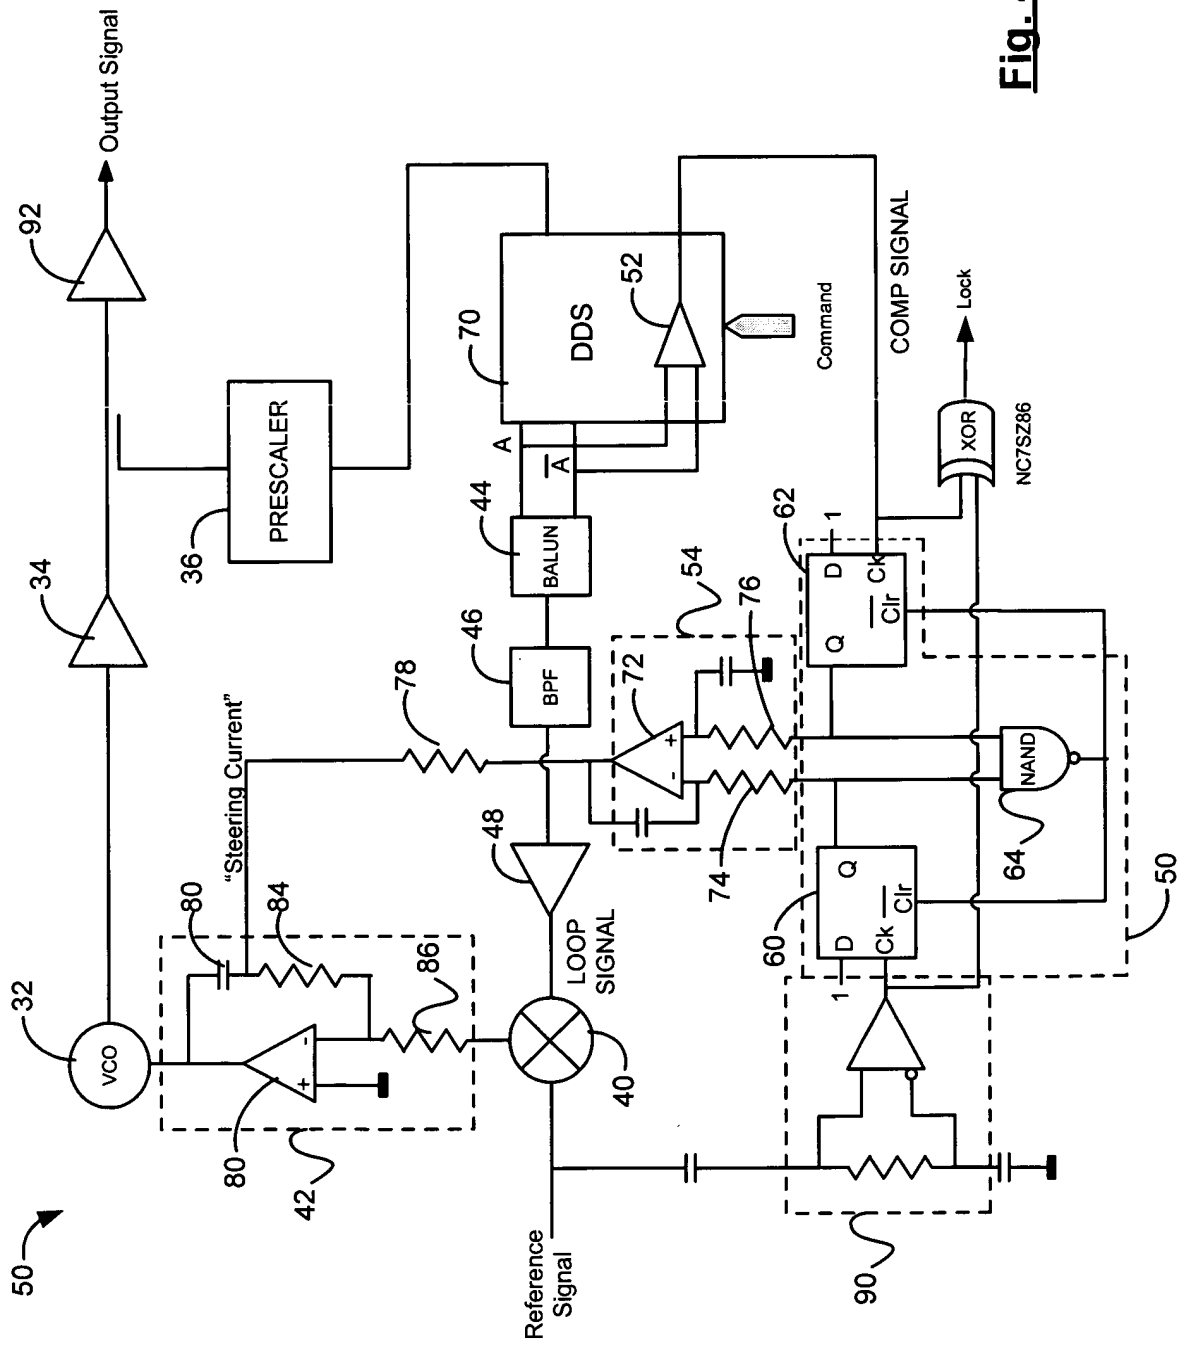 50
32
VCO
34
92
Output Signal
"Steering Current"
36
PRESCALER
80
84
86
80
42
78
70
DDS
52
Command
A
A
44
BALUN
46
BPF
48
LOOP
SIGNAL
40
Reference
Signal
54
72
+
-
+
-
74
76
62
1
D
Q
Ck
Clr
COMP SIGNAL
XOR
Lock
NC7SZ86
60
1
D
Q
Ck
Clr
NAND
64
50
90
Fig.